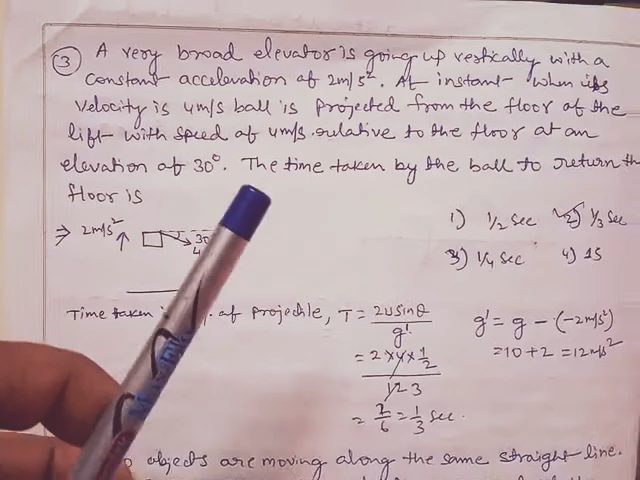 3 A very broad elevator is going up vertically with a
constant acceleration of 2m/s². At instant when its
velocity is 4m/s ball is projected from the floor of the
lift with speed of 4m/s relative to the floor at an
elevation of 30°. The time taken by the ball to return the
floor is
1) 1/2 sec 2) 1/3 sec
⇒ 2m/s² ↑ 30
4
3) 1/4 sec 4) 1s
Time taken of projectile, T = 2usinθ / g' g' = g - (-2m/s²)
= 2×4×1/2 / 12 3 = 10+2 = 12m/s²
= 2/6 = 1/3 sec.
objects are moving along the same straight line.